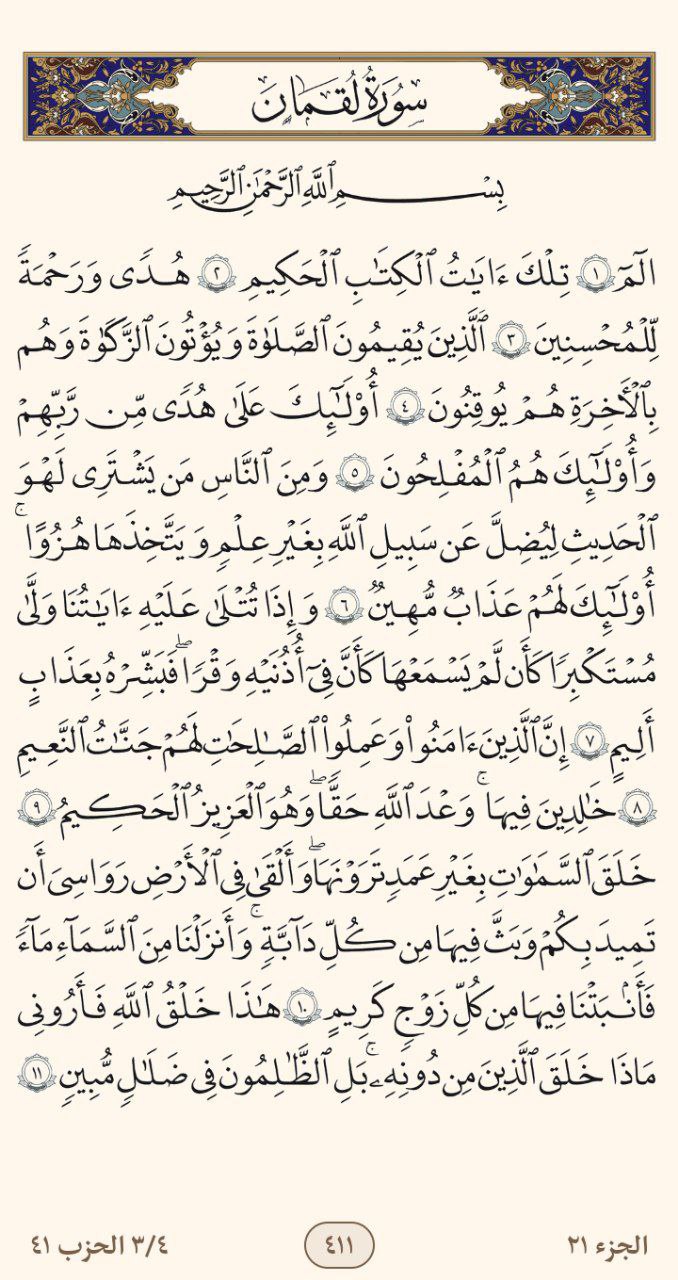 سُورَةُ لُقۡمَانَ
بِسۡمِ ٱللَّهِ ٱلرَّحۡمَٰنِ ٱلرَّحِيمِ
الٓمٓ ١ تِلۡكَ ءَايَٰتُ ٱلۡكِتَٰبِ ٱلۡحَكِيمِ ٢ هُدٗى وَرَحۡمَةٗ
لِّلۡمُحۡسِنِينَ ٣ ٱلَّذِينَ يُقِيمُونَ ٱلصَّلَوٰةَ وَيُؤۡتُونَ ٱلزَّكَوٰةَ وَهُم
بِٱلۡأٓخِرَةِ هُمۡ يُوقِنُونَ ٤ أُوْلَٰٓئِكَ عَلَىٰ هُدٗى مِّن رَّبِّهِمۡ
وَأُوْلَٰٓئِكَ هُمُ ٱلۡمُفۡلِحُونَ ٥ وَمِنَ ٱلنَّاسِ مَن يَشۡتَرِي لَهۡوَ
ٱلۡحَدِيثِ لِيُضِلَّ عَن سَبِيلِ ٱللَّهِ بِغَيۡرِ عِلۡمٖ وَيَتَّخِذَهَا هُزُوًاۚ
أُوْلَٰٓئِكَ لَهُمۡ عَذَابٞ مُّهِينٞ ٦ وَإِذَا تُتۡلَىٰ عَلَيۡهِ ءَايَٰتُنَا وَلَّىٰ
مُسۡتَكۡبِرٗا كَأَن لَّمۡ يَسۡمَعۡهَا كَأَنَّ فِيٓ أُذُنَيۡهِ وَقۡرٗاۖ فَبَشِّرۡهُ بِعَذَابٍ
أَلِيمٍ ٧ إِنَّ ٱلَّذِينَ ءَامَنُواْ وَعَمِلُواْ ٱلصَّٰلِحَٰتِ لَهُمۡ جَنَّٰتُ ٱلنَّعِيمِ
٨ خَٰلِدِينَ فِيهَاۖ وَعۡدَ ٱللَّهِ حَقّٗاۚ وَهُوَ ٱلۡعَزِيزُ ٱلۡحَكِيمُ ٩
خَلَقَ ٱلسَّمَٰوَٰتِ بِغَيۡرِ عَمَدٖ تَرَوۡنَهَاۖ وَأَلۡقَىٰ فِي ٱلۡأَرۡضِ رَوَٰسِيَ أَن
تَمِيدَ بِكُمۡ وَبَثَّ فِيهَا مِن كُلِّ دَآبَّةٖۚ وَأَنزَلۡنَا مِنَ ٱلسَّمَآءِ مَآءٗ
فَأَنۢبَتۡنَا فِيهَا مِن كُلِّ زَوۡجٖ كَرِيمٍ ١٠ هَٰذَا خَلۡقُ ٱللَّهِ فَأَرُونِي
مَاذَا خَلَقَ ٱلَّذِينَ مِن دُونِهِۦۚ بَلِ ٱلظَّٰلِمُونَ فِي ضَلَٰلٖ مُّبِينٖ ١١
الجزء ٢١ ٤١١ ٣/٤ الحزب ٤١